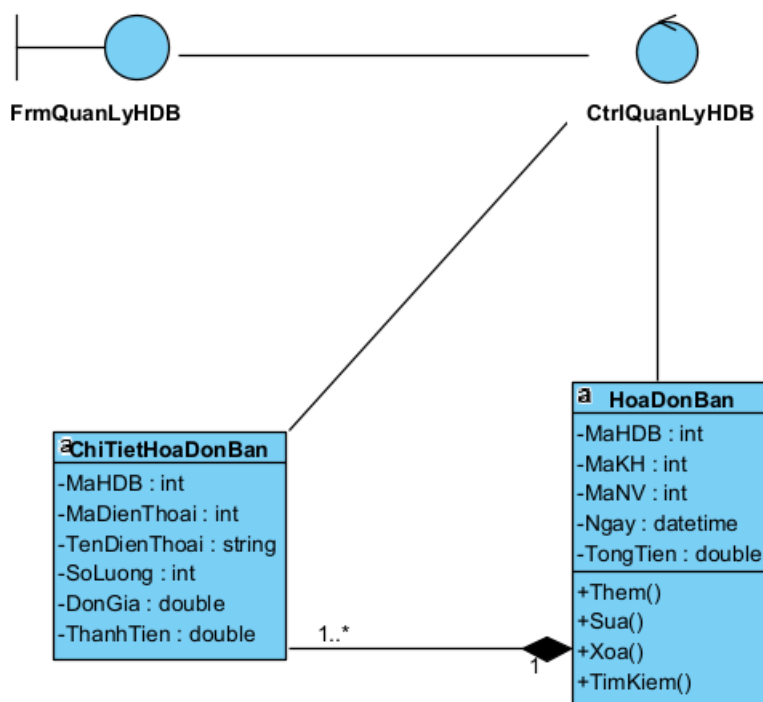 FrmQuanLyHDB
CtrlQuanLyHDB
a
ChiTietHoaDonBan
-MaHDB : int
-MaDienThoai : int
-TenDienThoai : string
-SoLuong : int
-DonGia : double
-ThanhTien : double
a
HoaDonBan
-MaHDB : int
-MaKH : int
-MaNV : int
-Ngay : datetime
-TongTien : double
+Them()
+Sua()
+Xoa()
+TimKiem()
1..*
1